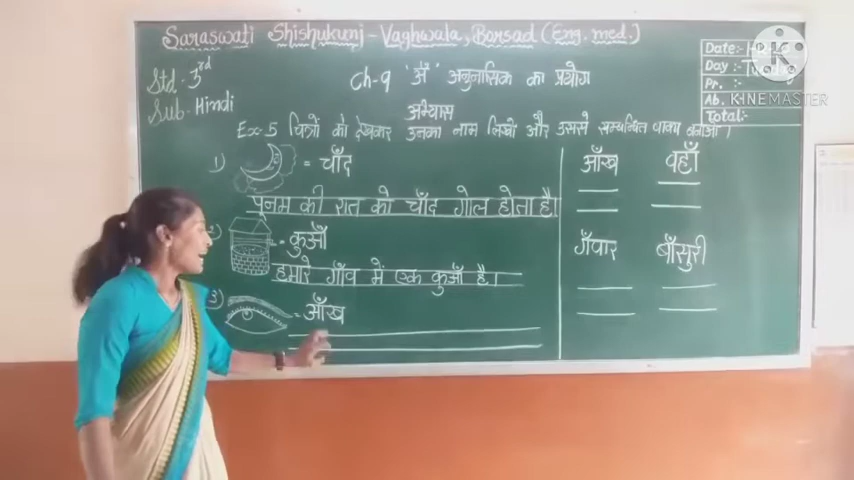 Saraswati Shishukunj - Vaghwala, Borsad (Eng. med.)
Std - 3rd
Sub - Hindi
Ch-9 "अँ" अनुनासिक का प्रयोग
अभ्यास
Ex-5 चित्रों को देखकर उनका नाम लिखो और उससे सम्बन्धित वाक्य बनाओ ।
Date:-
Day :-
Pr. :-
Ab.
Total:-
KINEMASTER
1) = चाँद
पूनम की रात को चाँद गोल होता है।
= कुआँ
हमारे गाँव में एक कुआँ है।
3) = आँख
आँख वहाँ
गँवार बाँसुरी